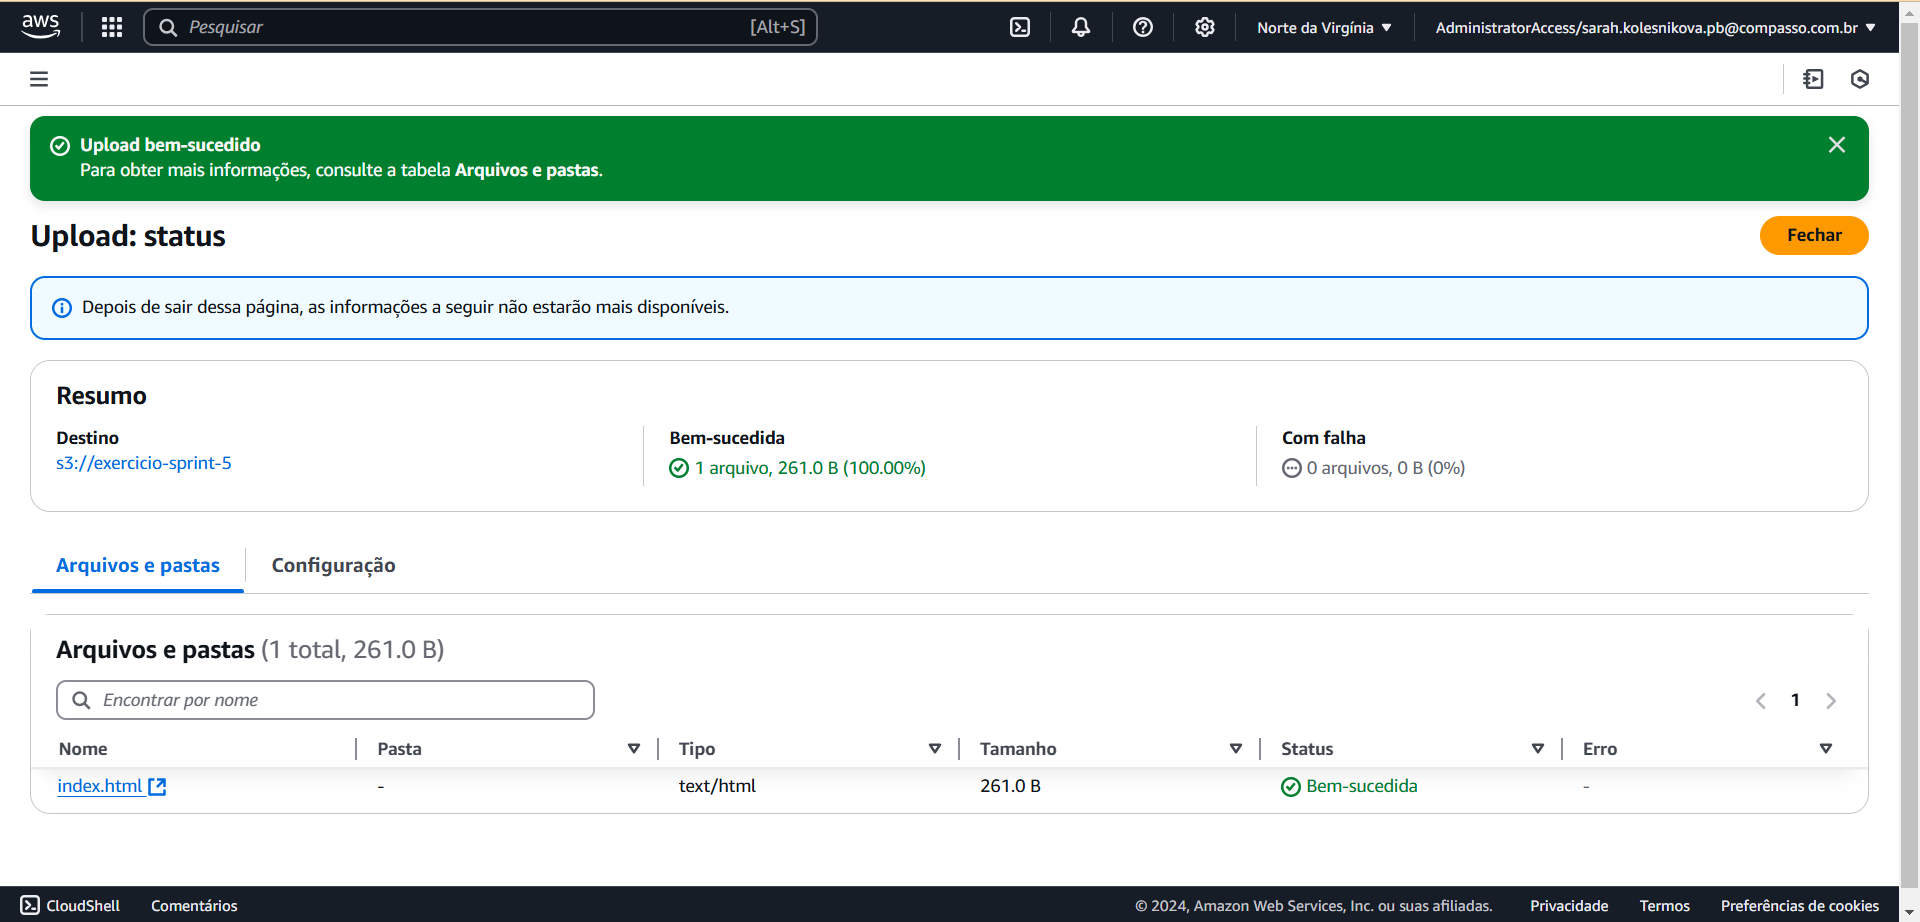 aws
Pesquisar [Alt+S] Norte da Virgínia AdministratorAccess/sarah.kolesnikova.pb@compasso.com.br
Upload bem-sucedido
Para obter mais informações, consulte a tabela Arquivos e pastas.
Upload: status
Fechar
Depois de sair dessa página, as informações a seguir não estarão mais disponíveis.
Resumo
Destino Bem-sucedida Com falha
s3://exercicio-sprint-5 1 arquivo, 261.0 B (100.00%) 0 arquivos, 0 B (0%)
Arquivos e pastas Configuração
Arquivos e pastas (1 total, 261.0 B)
Encontrar por nome 1
Nome Pasta Tipo Tamanho Status Erro
index.html - text/html 261.0 B Bem-sucedida -
CloudShell Comentários © 2024, Amazon Web Services, Inc. ou suas afiliadas. Privacidade Termos Preferências de cookies